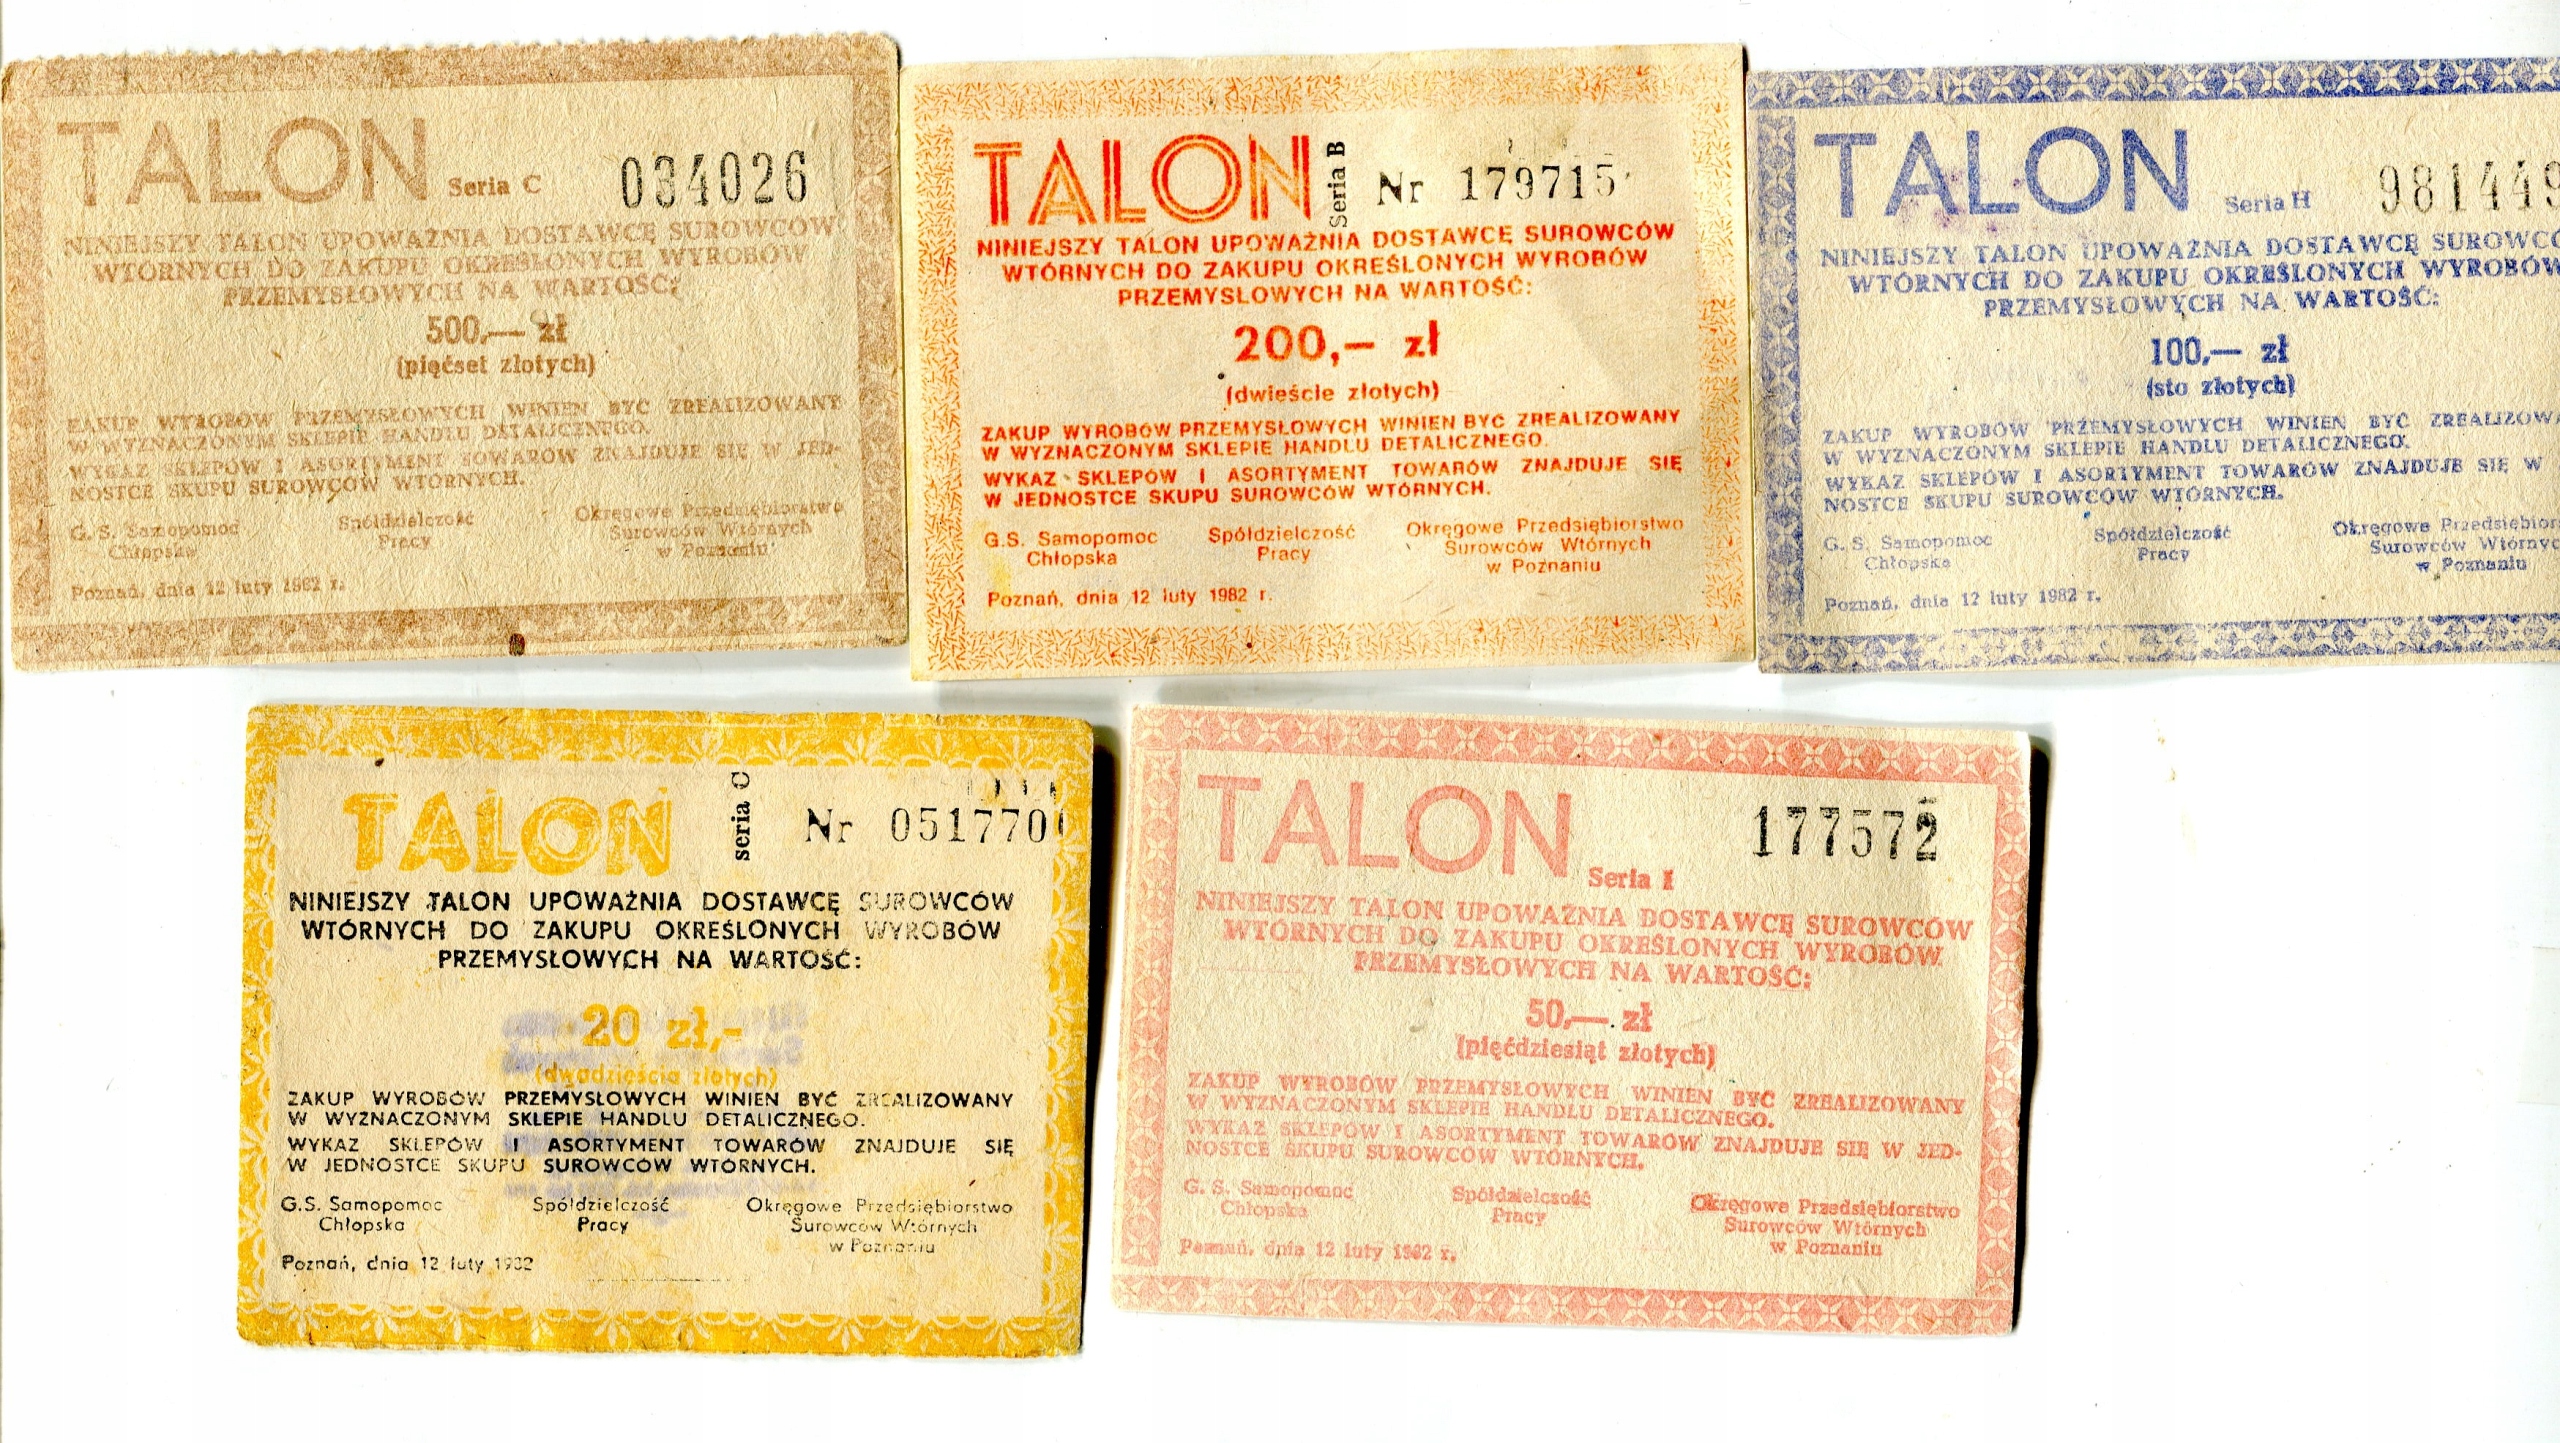 TALON Seria C 034026
NINIEJSZY TALON UPOWAŻNIA DOSTAWCĘ SUROWCÓW
WTÓRNYCH DO ZAKUPU OKREŚLONYCH WYROBÓW
PRZEMYSŁOWYCH NA WARTOŚĆ:
500,— zł
(pięćset złotych)
ZAKUP WYROBÓW PRZEMYSŁOWYCH WINIEN BYĆ ZREALIZOWANY
W WYZNACZONYM SKLEPIE HANDLU DETALICZNEGO.
WYKAZ SKLEPÓW I ASORTYMENT TOWARÓW ZNAJDUJE SIĘ W JED-
NOSTCE SKUPU SUROWCÓW WTÓRNYCH.
G. S. Samopomoc Spółdzielczość Okręgowe Przedsiębiorstwo
Chłopska Pracy Surowców Wtórnych
w Poznaniu
Poznań, dnia 12 luty 1982 r.
TALON Seria B Nr 179715
NINIEJSZY TALON UPOWAŻNIA DOSTAWCĘ SUROWCÓW
WTÓRNYCH DO ZAKUPU OKREŚLONYCH WYROBÓW
PRZEMYSLOWYCH NA WARTOŚĆ:
200,— zł
(dwieście złotych)
ZAKUP WYROBÓW PRZEMYSŁOWYCH WINIEN BYĆ ZREALIZOWANY
W WYZNACZONYM SKLEPIE HANDLU DETALICZNEGO.
WYKAZ SKLEPÓW I ASORTYMENT TOWARÓW ZNAJDUJE SIĘ
W JEDNOSTCE SKUPU SUROWCÓW WTÓRNYCH.
G.S. Samopomoc Spółdzielczość Okręgowe Przedsiębiorstwo
Chłopska Pracy Surowców Wtórnych
w Poznaniu
Poznań, dnia 12 luty 1982 r.
TALON Seria H 981449
NINIEJSZY TALON UPOWAŻNIA DOSTAWCĘ SUROWC
WTÓRNYCH DO ZAKUPU OKREŚLONYCH WYROBÓW
PRZEMYSŁOWYCH NA WARTOŚĆ:
100,— zł
(sto złotych)
ZAKUP WYROBÓW PRZEMYSŁOWYCH WINIEN BYĆ ZREALIZOWA
W WYZNACZONYM SKLEPIE HANDLU DETALICZNEGO.
WYKAZ SKLEPÓW I ASORTYMENT TOWARÓW ZNAJDUJE SIĘ W
NOSTCE SKUPU SUROWCÓW WTÓRNYCH.
G. S. Samopomoc Spółdzielczość Okręgowe Przedsiębior
Chłopska Pracy Surowców Wtórnyc
w Poznaniu
Poznań, dnia 12 luty 1982 r.
TALON seria C Nr 051770
NINIEJSZY TALON UPOWAŻNIA DOSTAWCĘ SUROWCÓW
WTÓRNYCH DO ZAKUPU OKREŚLONYCH WYROBÓW
PRZEMYSŁOWYCH NA WARTOŚĆ:
20 zł,-
(dwadzieścia złotych)
ZAKUP WYROBÓW PRZEMYSŁOWYCH WINIEN BYĆ ZREALIZOWANY
W WYZNACZONYM SKLEPIE HANDLU DETALICZNEGO.
WYKAZ SKLEPÓW I ASORTYMENT TOWARÓW ZNAJDUJE SIĘ
W JEDNOSTCE SKUPU SUROWCÓW WTÓRNYCH.
G.S. Samopomoc Spółdzielczość Okręgowe Przedsiębiorstwo
Chłopska Pracy Surowców Wtórnych
w Poznaniu
Poznań, dnia 12 luty 1982
TALON Seria I 177572
NINIEJSZY TALON UPOWAŻNIA DOSTAWCĘ SUROWCÓW
WTÓRNYCH DO ZAKUPU OKREŚLONYCH WYROBÓW
PRZEMYSŁOWYCH NA WARTOŚĆ:
50,— zł
(pięćdziesiąt złotych)
ZAKUP WYROBÓW PRZEMYSŁOWYCH WINIEN BYĆ ZREALIZOWANY
W WYZNACZONYM SKLEPIE HANDLU DETALICZNEGO.
WYKAZ SKLEPÓW I ASORTYMENT TOWARÓW ZNAJDUJE SIĘ W JED-
NOSTCE SKUPU SUROWCÓW WTÓRNYCH.
G. S. Samopomoc Spółdzielczość Okręgowe Przedsiębiorstwo
Chłopska Pracy Surowców Wtórnych
w Poznaniu
Poznań, dnia 12 luty 1982 r.